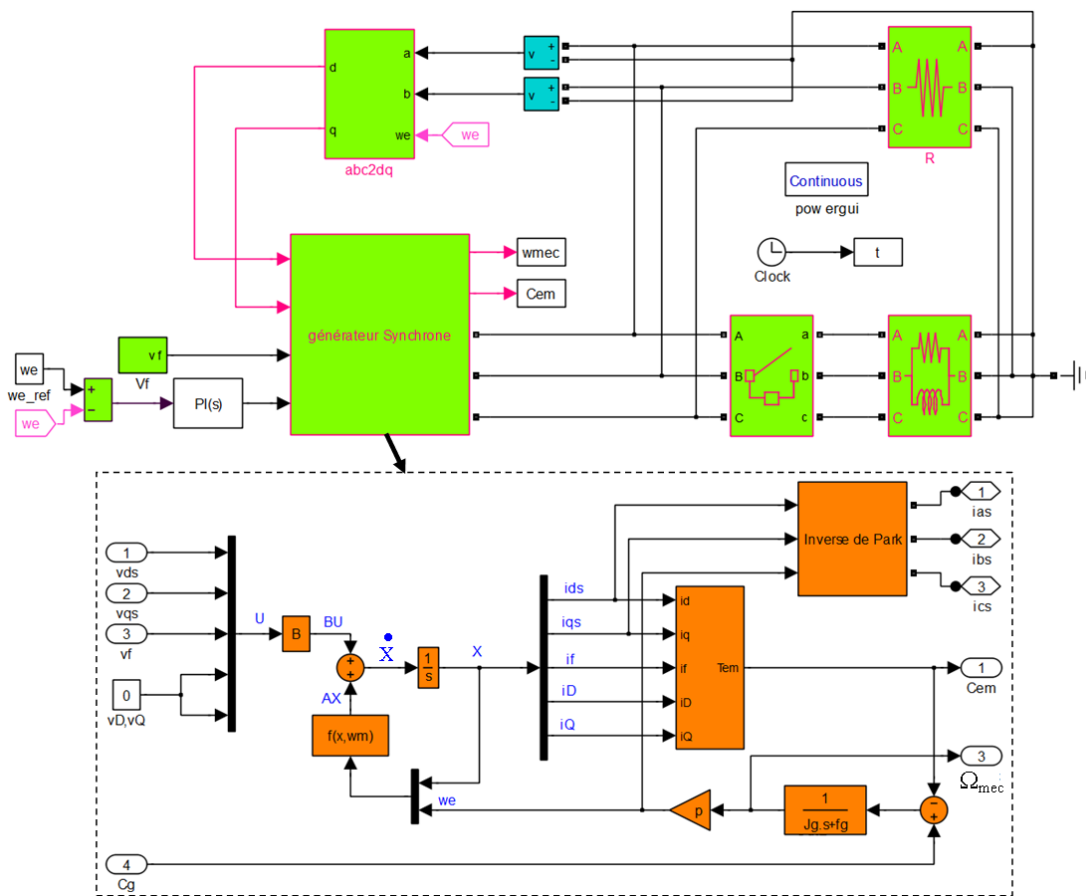 d
q
a
b
we
abc2dq
we
v
+
-
v
+
-
A
B
C
A
B
C
R
Continuous
pow ergui
Clock
t
générateur Synchrone
wmec
Cem
we
we_ref
we
+
−
vf
Vf
PI(s)
A
B
C
a
b
c
A
B
C
A
B
C
1
vds
2
vqs
3
vf
0
vD,vQ
U
B
BU
+
+
AX
f(x,wm)
Ẋ
1
s
X
we
ids
iqs
if
iD
iQ
id
iq
if
iD
iQ
Tem
Inverse de Park
1
ias
2
ibs
3
ics
1
Cem
3
Ωmec
p
1
Jg.s+fg
−
+
4
Cg